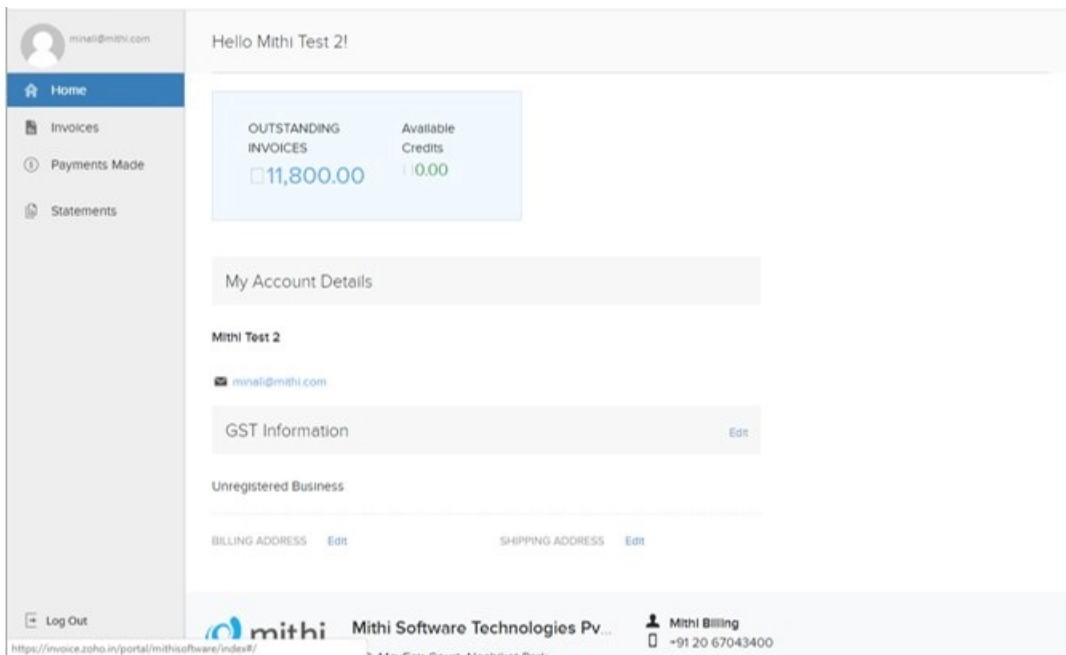 minali@mithi.com
Hello Mithi Test 2!
Home
Invoices
Payments Made
Statements
OUTSTANDING
INVOICES
11,800.00
Available
Credits
0.00
My Account Details
Mithi Test 2
minali@mithi.com
GST Information
Edit
Unregistered Business
BILLING ADDRESS Edit
SHIPPING ADDRESS Edit
Log Out
mithi
Mithi Software Technologies Pv...
Mithi Billing
+91 20 67043400
https://invoice.zoho.in/portal/mithisoftware/index#/